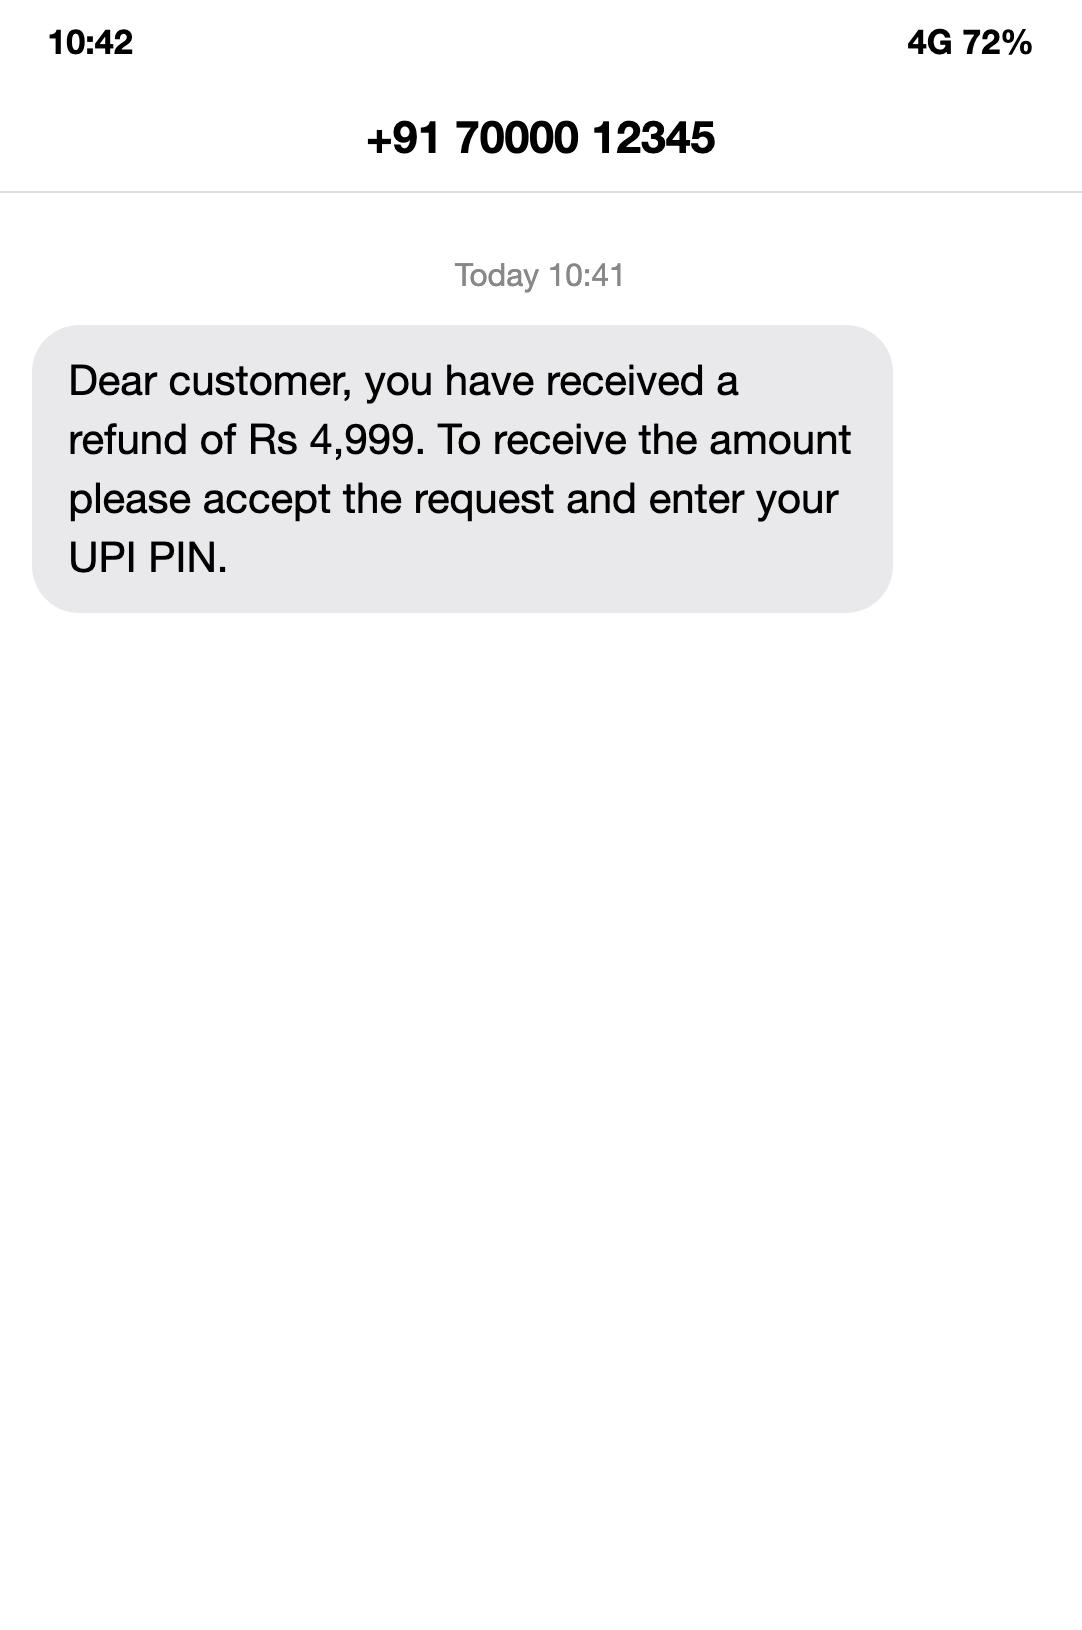 10:42 4G 72%
+91 70000 12345
Today 10:41
Dear customer, you have received a
refund of Rs 4,999. To receive the amount
please accept the request and enter your
UPI PIN.